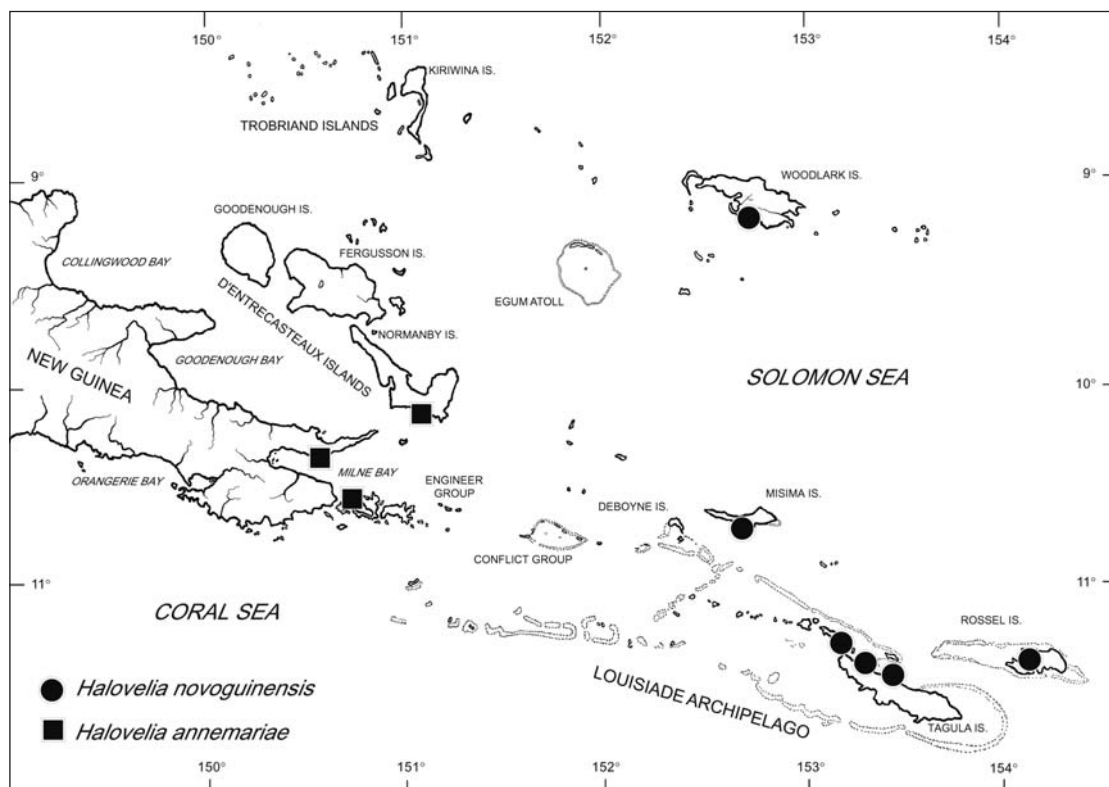 150° 151° 152° 153° 154°
KIRIWINA IS.
TROBRIAND ISLANDS
9° 9°
WOODLARK IS.
GOODENOUGH IS.
FERGUSSON IS.
COLLINGWOOD BAY
EGUM ATOLL
D'ENTRECASTEAUX ISLANDS
NORMANBY IS.
GOODENOUGH BAY
NEW GUINEA
SOLOMON SEA
10°
MILNE BAY
ORANGERIE BAY
ENGINEER
GROUP
MISIMA IS.
DEBOYNE IS.
CONFLICT GROUP
11° 11°
CORAL SEA
ROSSEL IS.
LOUISIADE ARCHIPELAGO
TAGULA IS.
Halovelia novoguinensis
Halovelia annemariae
150° 151° 152° 153° 154°